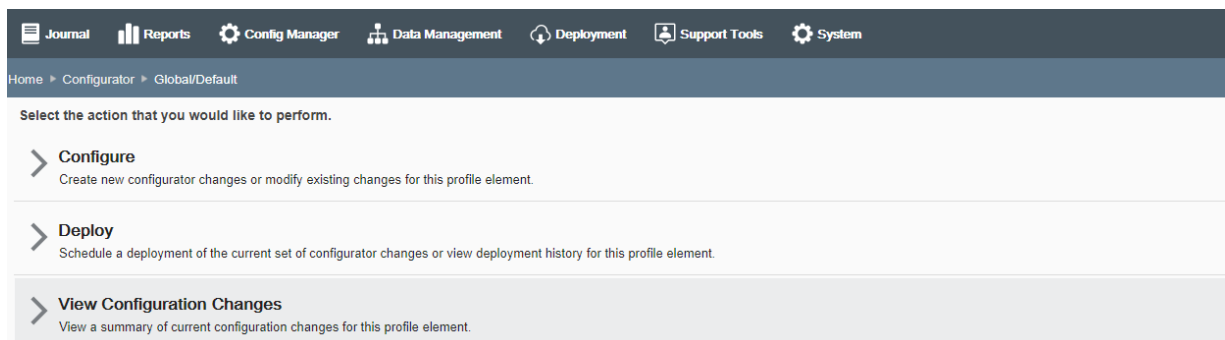 Journal Reports Config Manager Data Management Deployment Support Tools System
Home ▸ Configurator ▸ Global/Default
Select the action that you would like to perform.
Configure
Create new configurator changes or modify existing changes for this profile element.
Deploy
Schedule a deployment of the current set of configurator changes or view deployment history for this profile element.
View Configuration Changes
View a summary of current configuration changes for this profile element.